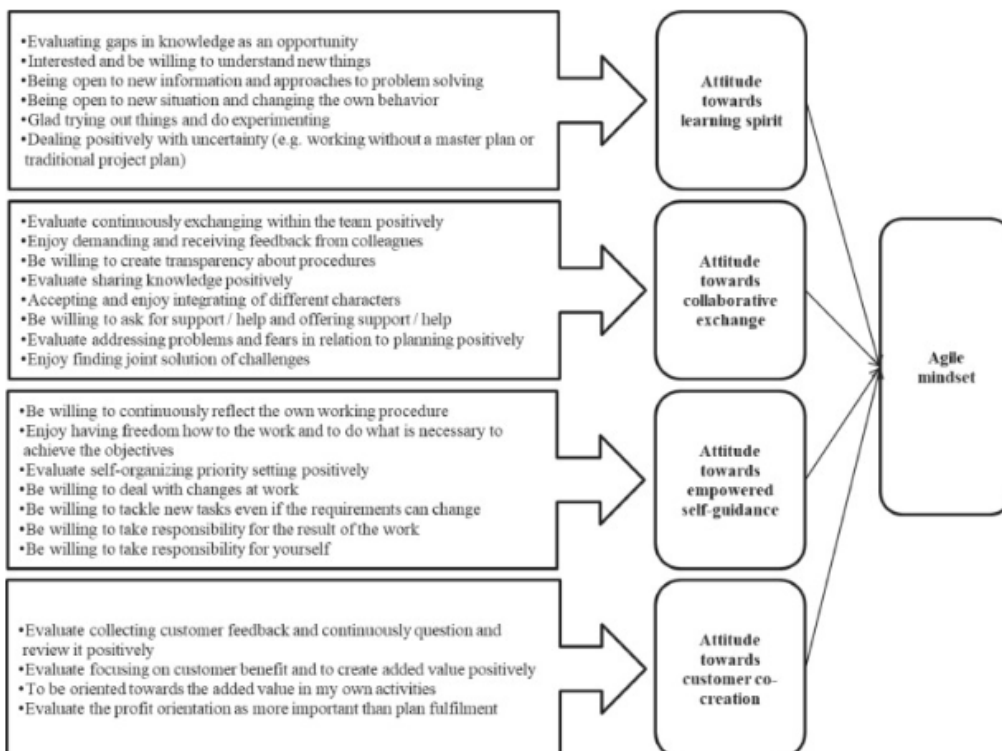 •Evaluating gaps in knowledge as an opportunity
•Interested and be willing to understand new things
•Being open to new information and approaches to problem solving
•Being open to new situation and changing the own behavior
•Glad trying out things and do experimenting
•Dealing positively with uncertainty (e.g. working without a master plan or
traditional project plan)
Attitude
towards
learning spirit
•Evaluate continuously exchanging within the team positively
•Enjoy demanding and receiving feedback from colleagues
•Be willing to create transparency about procedures
•Evaluate sharing knowledge positively
•Accepting and enjoy integrating of different characters
•Be willing to ask for support / help and offering support / help
•Evaluate addressing problems and fears in relation to planning positively
•Enjoy finding joint solution of challenges
Attitude
towards
collaborative
exchange
•Be willing to continuously reflect the own working procedure
•Enjoy having freedom how to the work and to do what is necessary to
achieve the objectives
•Evaluate self-organizing priority setting positively
•Be willing to deal with changes at work
•Be willing to tackle new tasks even if the requirements can change
•Be willing to take responsibility for the result of the work
•Be willing to take responsibility for yourself
Attitude
towards
empowered
self-guidance
•Evaluate collecting customer feedback and continuously question and
review it positively
•Evaluate focusing on customer benefit and to create added value positively
•To be oriented towards the added value in my own activities
•Evaluate the profit orientation as more important than plan fulfilment
Attitude
towards
customer co-
creation
Agile
mindset